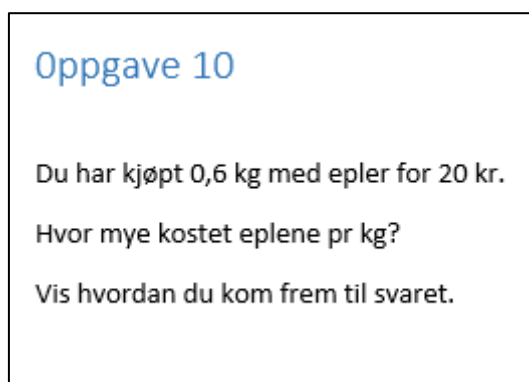 Oppgave 10
Du har kjøpt 0,6 kg med epler for 20 kr.
Hvor mye kostet eplene pr kg?
Vis hvordan du kom frem til svaret.